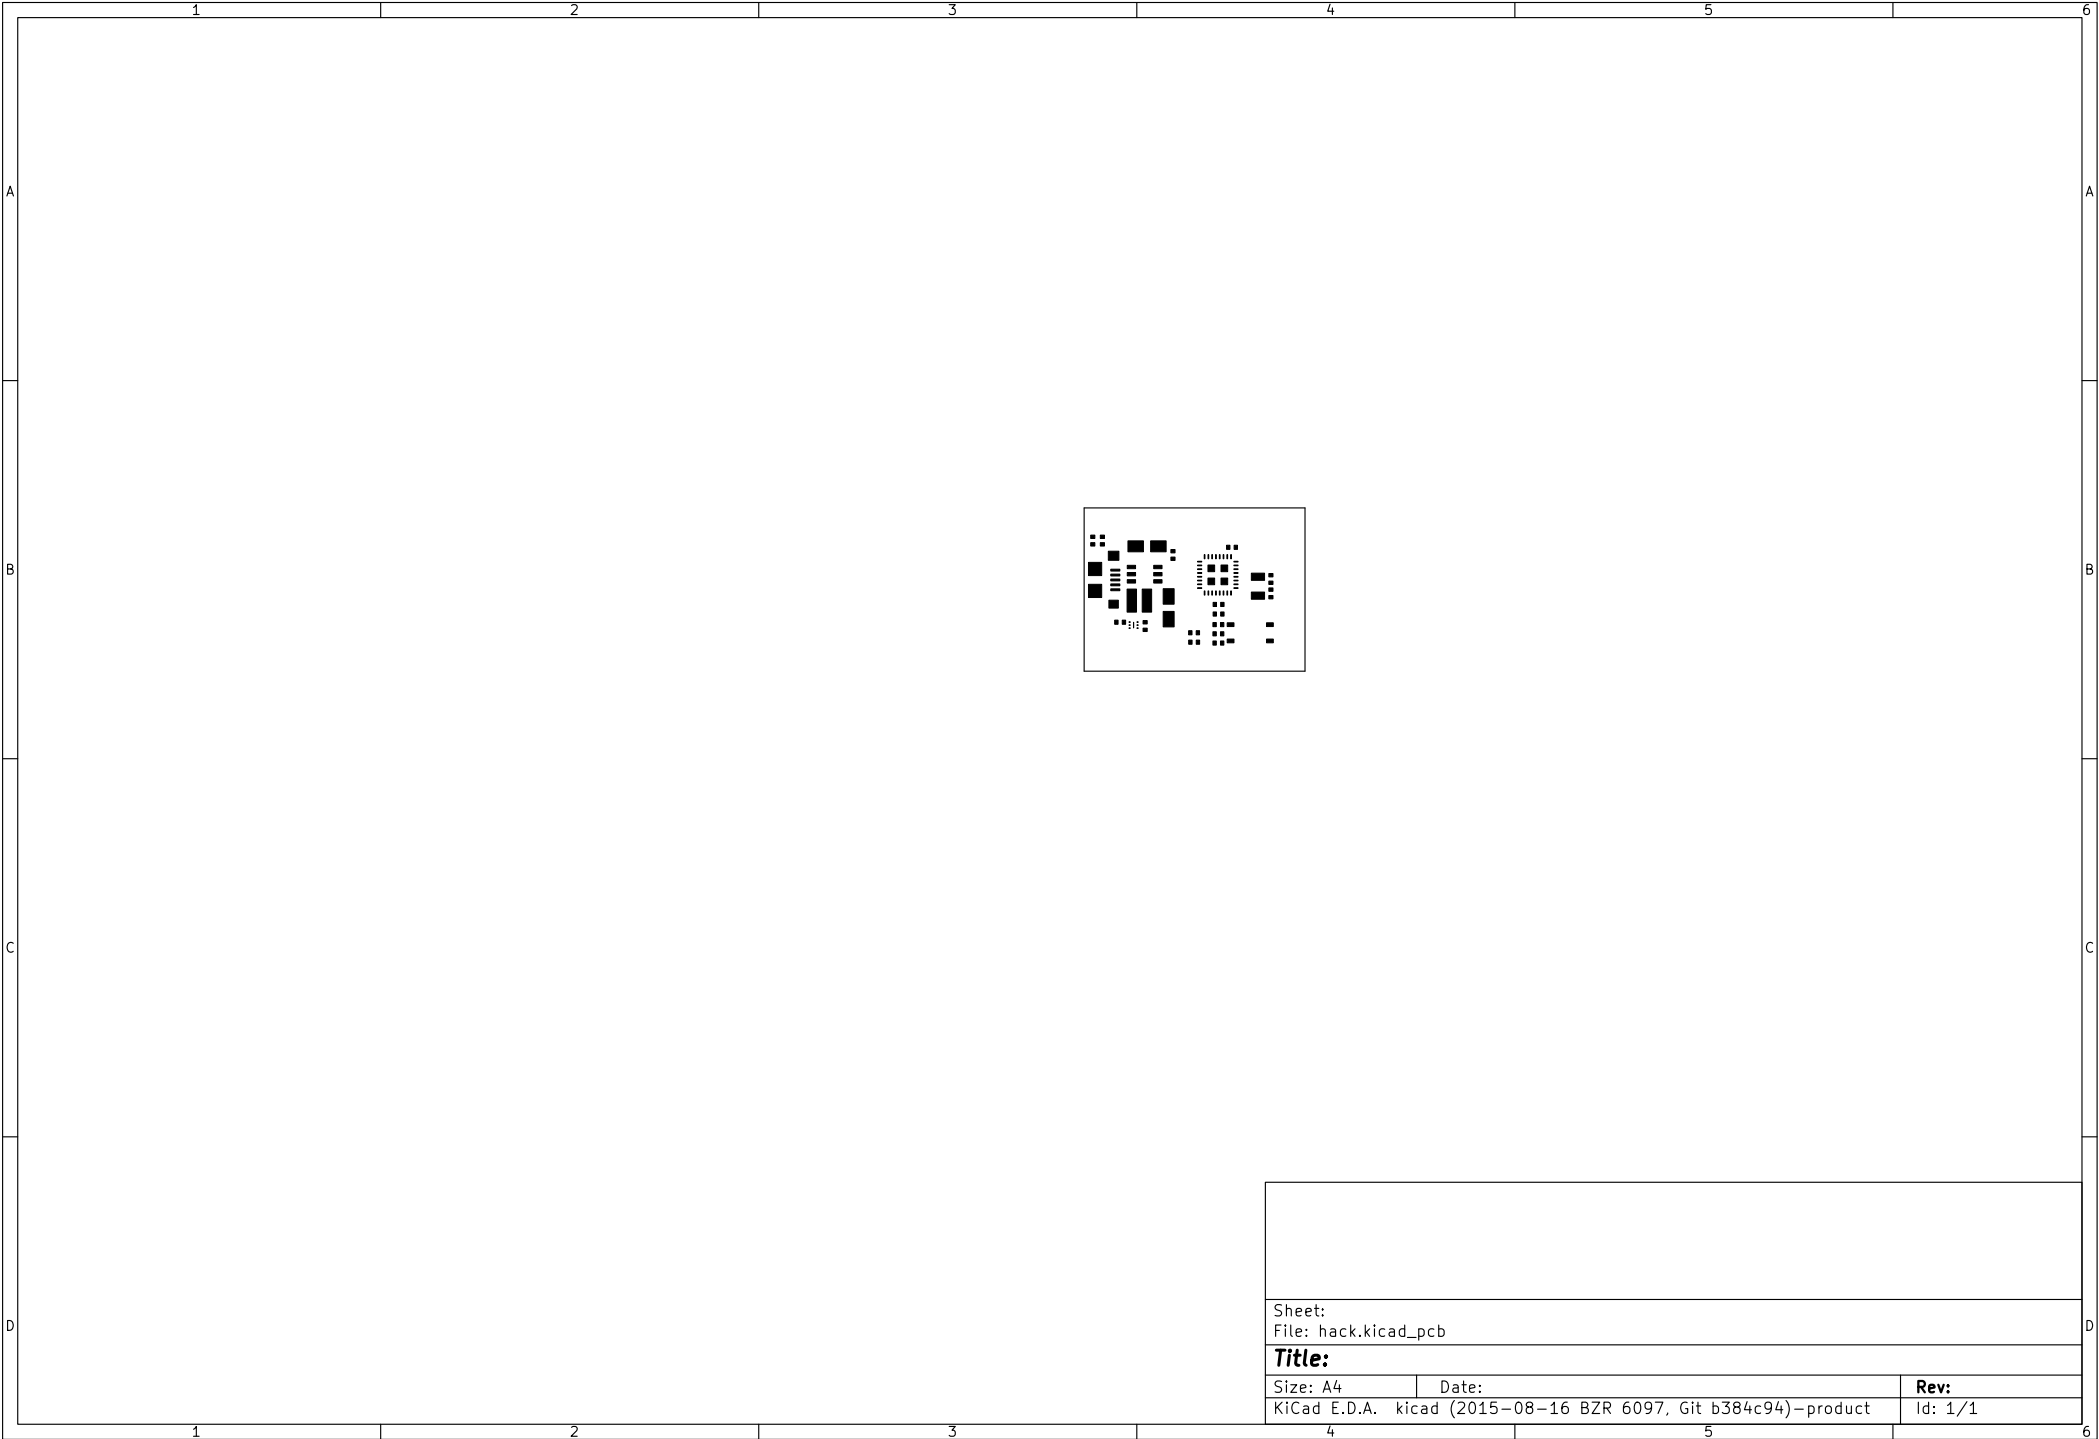 1 2 3 4 5 6
A A
B B
C C
D D
Sheet:
File: hack.kicad_pcb
Title:
Size: A4 Date: Rev:
KiCad E.D.A. kicad (2015-08-16 BZR 6097, Git b384c94)-product Id: 1/1
1 2 3 4 5 6